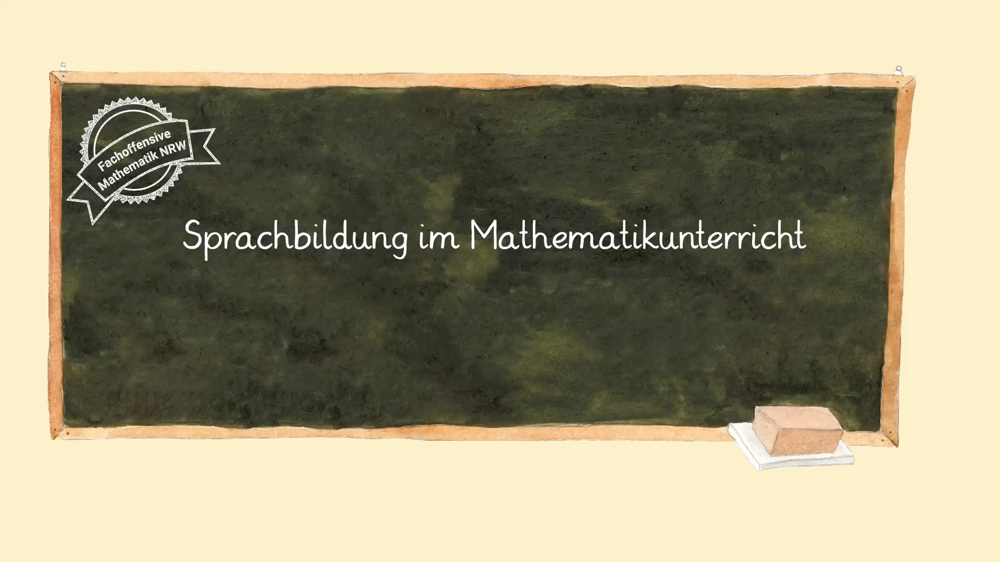 Fachoffensive
Mathematik NRW
Sprachbildung im Mathematikunterricht